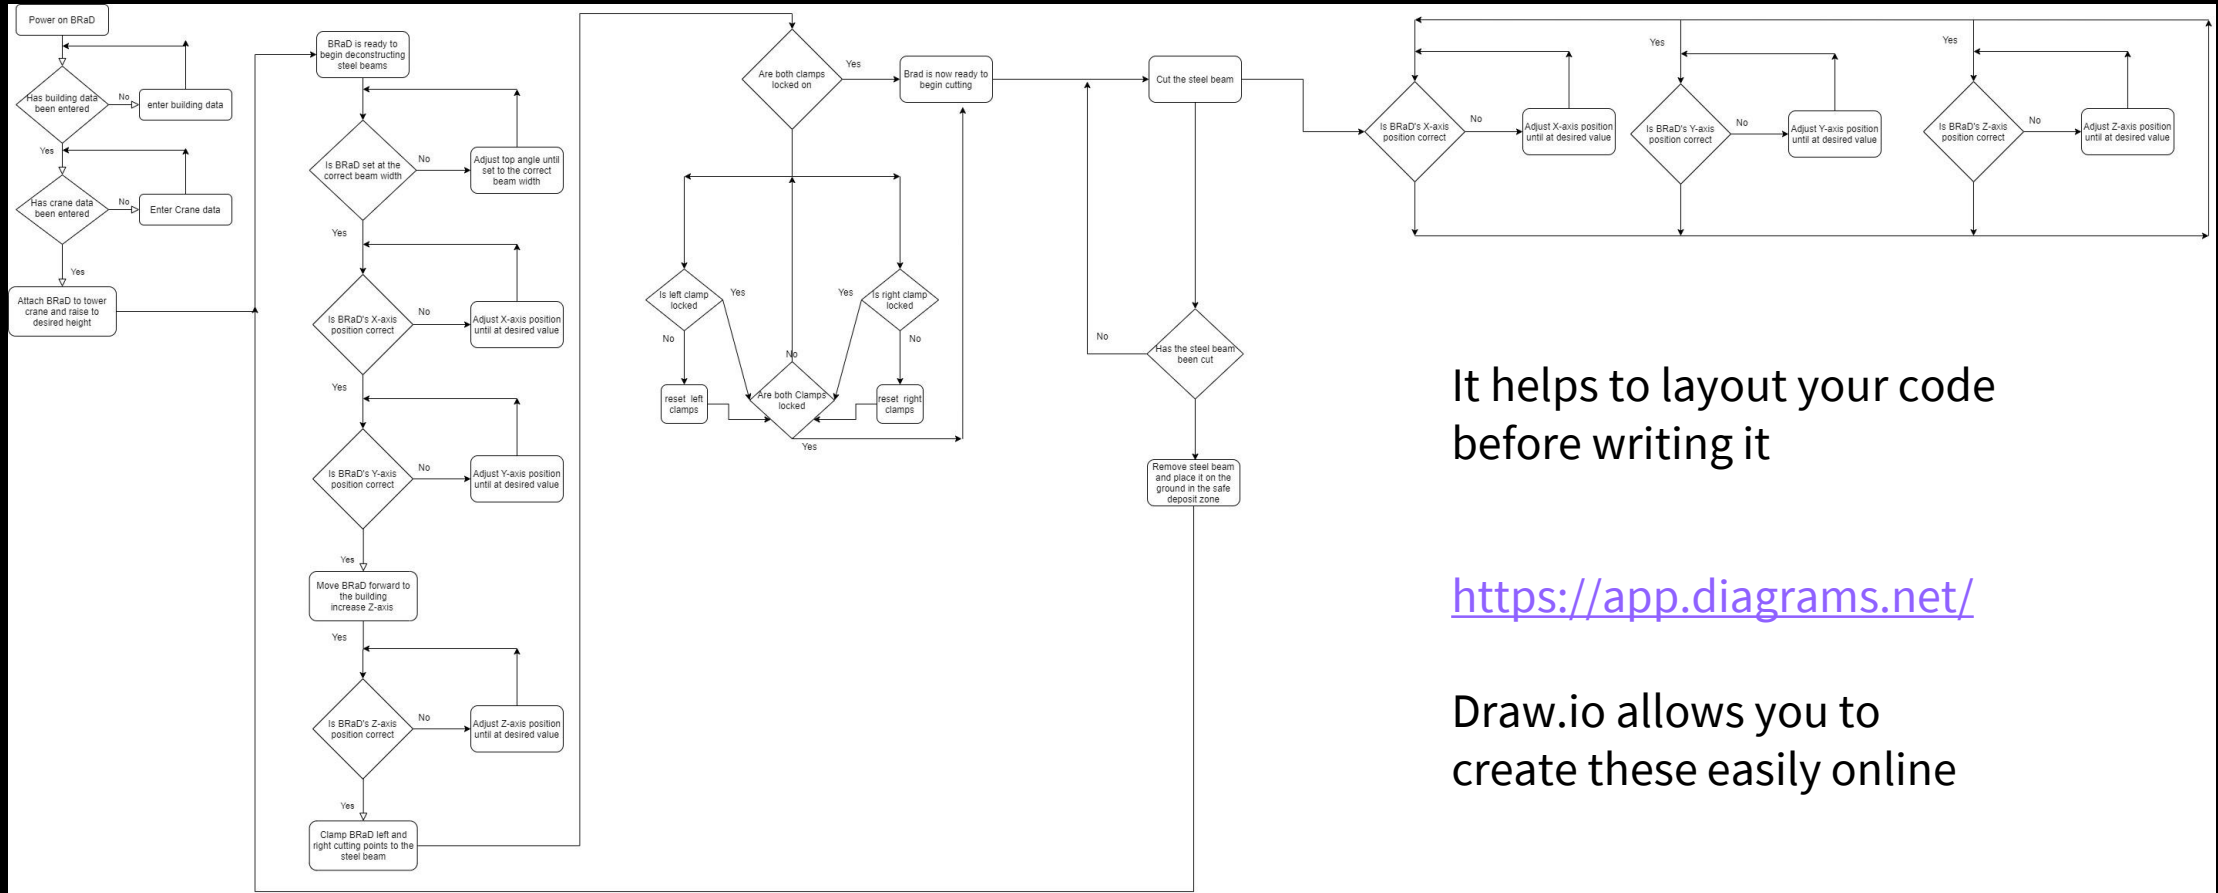 Power on BRaD
Has building data
been entered
No
enter building data
Yes
Has crane data
been entered
No
Enter Crane data
Yes
Attach BRaD to tower
crane and raise to
desired height
BRaD is ready to
begin deconstructing
steel beams
Is BRaD set at the
correct beam width
No
Adjust top angle until
set to the correct
beam width
Yes
Is BRaD's X-axis
position correct
No
Adjust X-axis position
until at desired value
Yes
Is BRaD's Y-axis
position correct
No
Adjust Y-axis position
until at desired value
Yes
Move BRaD forward to
the building
increase Z-axis
Yes
Is BRaD's Z-axis
position correct
No
Adjust Z-axis position
until at desired value
Yes
Clamp BRaD left and
right cutting points to the
steel beam
Are both clamps
locked on
Yes
Brad is now ready to
begin cutting
Is left clamp
locked
Yes
No
reset left
clamps
Yes
Is right clamp
locked
No
reset right
clamps
No
Are both Clamps
locked
Yes
Cut the steel beam
No
Has the steel beam
been cut
Remove steel beam
and place it on the
ground in the safe
deposit zone
Is BRaD's X-axis
position correct
No
Adjust X-axis position
until at desired value
Yes
Is BRaD's Y-axis
position correct
No
Adjust Y-axis position
until at desired value
Yes
Is BRaD's Z-axis
position correct
No
Adjust Z-axis position
until at desired value
It helps to layout your code
before writing it
https://app.diagrams.net/
Draw.io allows you to
create these easily online